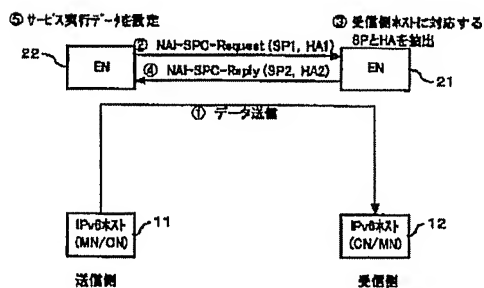 ⑤ サービス実行データを設定
③ 受信側ホストに対応する
SPとHAを抽出
② NAI-SPC-Request (SP1, HA1)
22
EN
④ NAI-SPC-Reply (SP2, HA2)
EN
21
① データ送信
IPv6ホスト
(MN/CN)
11
IPv6ホスト
(CN/MN)
12
送信側
受信側